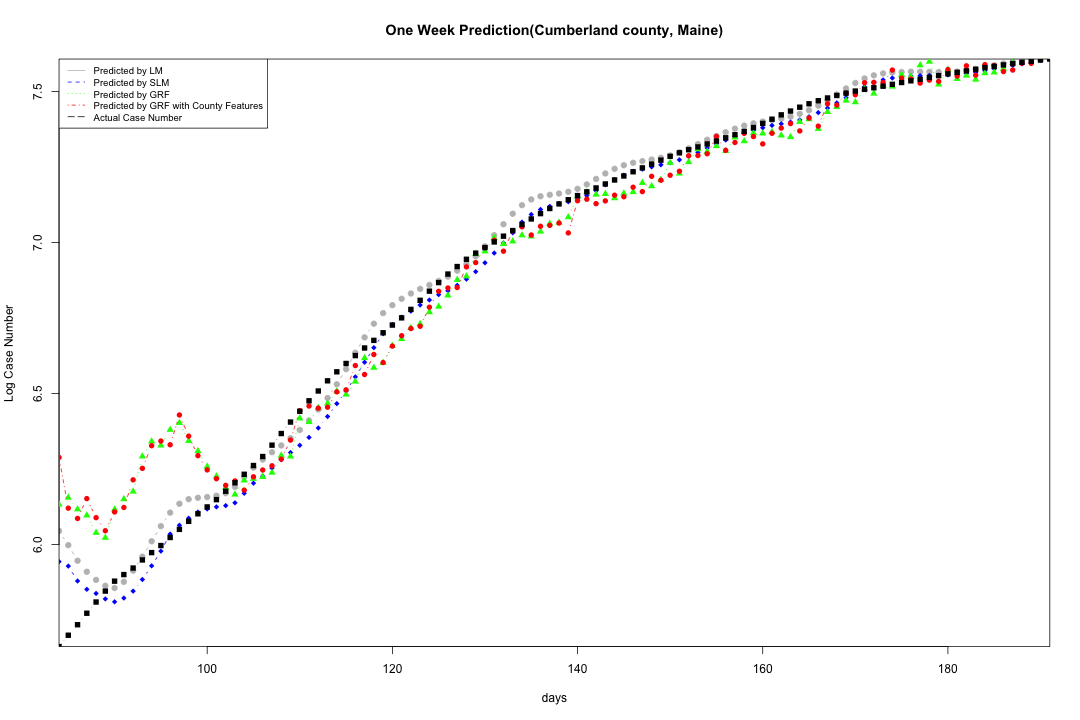 One Week Prediction(Cumberland county, Maine)
Predicted by LM
Predicted by SLM
Predicted by GRF
Predicted by GRF with County Features
Actual Case Number
7.5
7.0
6.5
6.0
Log Case Number
100 120 140 160 180
days